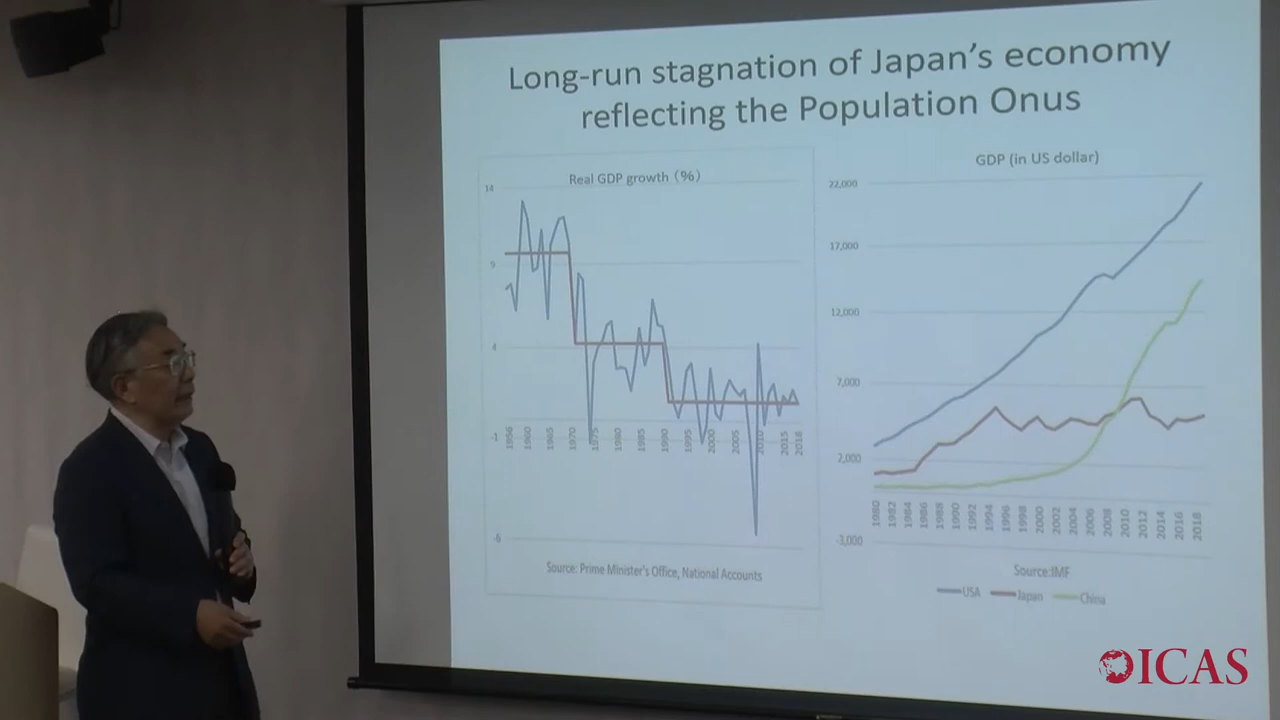 Long-run stagnation of Japan's economy
reflecting the Population Onus
Real GDP growth (%)
14
9
4
-1
-6
1956 1960 1965 1970 1975 1980 1985 1990 1995 2000 2005 2010 2015 2018
Source: Prime Minister's Office, National Accounts
GDP (in US dollar)
22,000
17,000
12,000
7,000
2,000
-3,000
1980 1982 1984 1986 1988 1990 1992 1994 1996 1998 2000 2002 2004 2006 2008 2010 2012 2014 2016 2018
Source:IMF
USA Japan China
ICAS